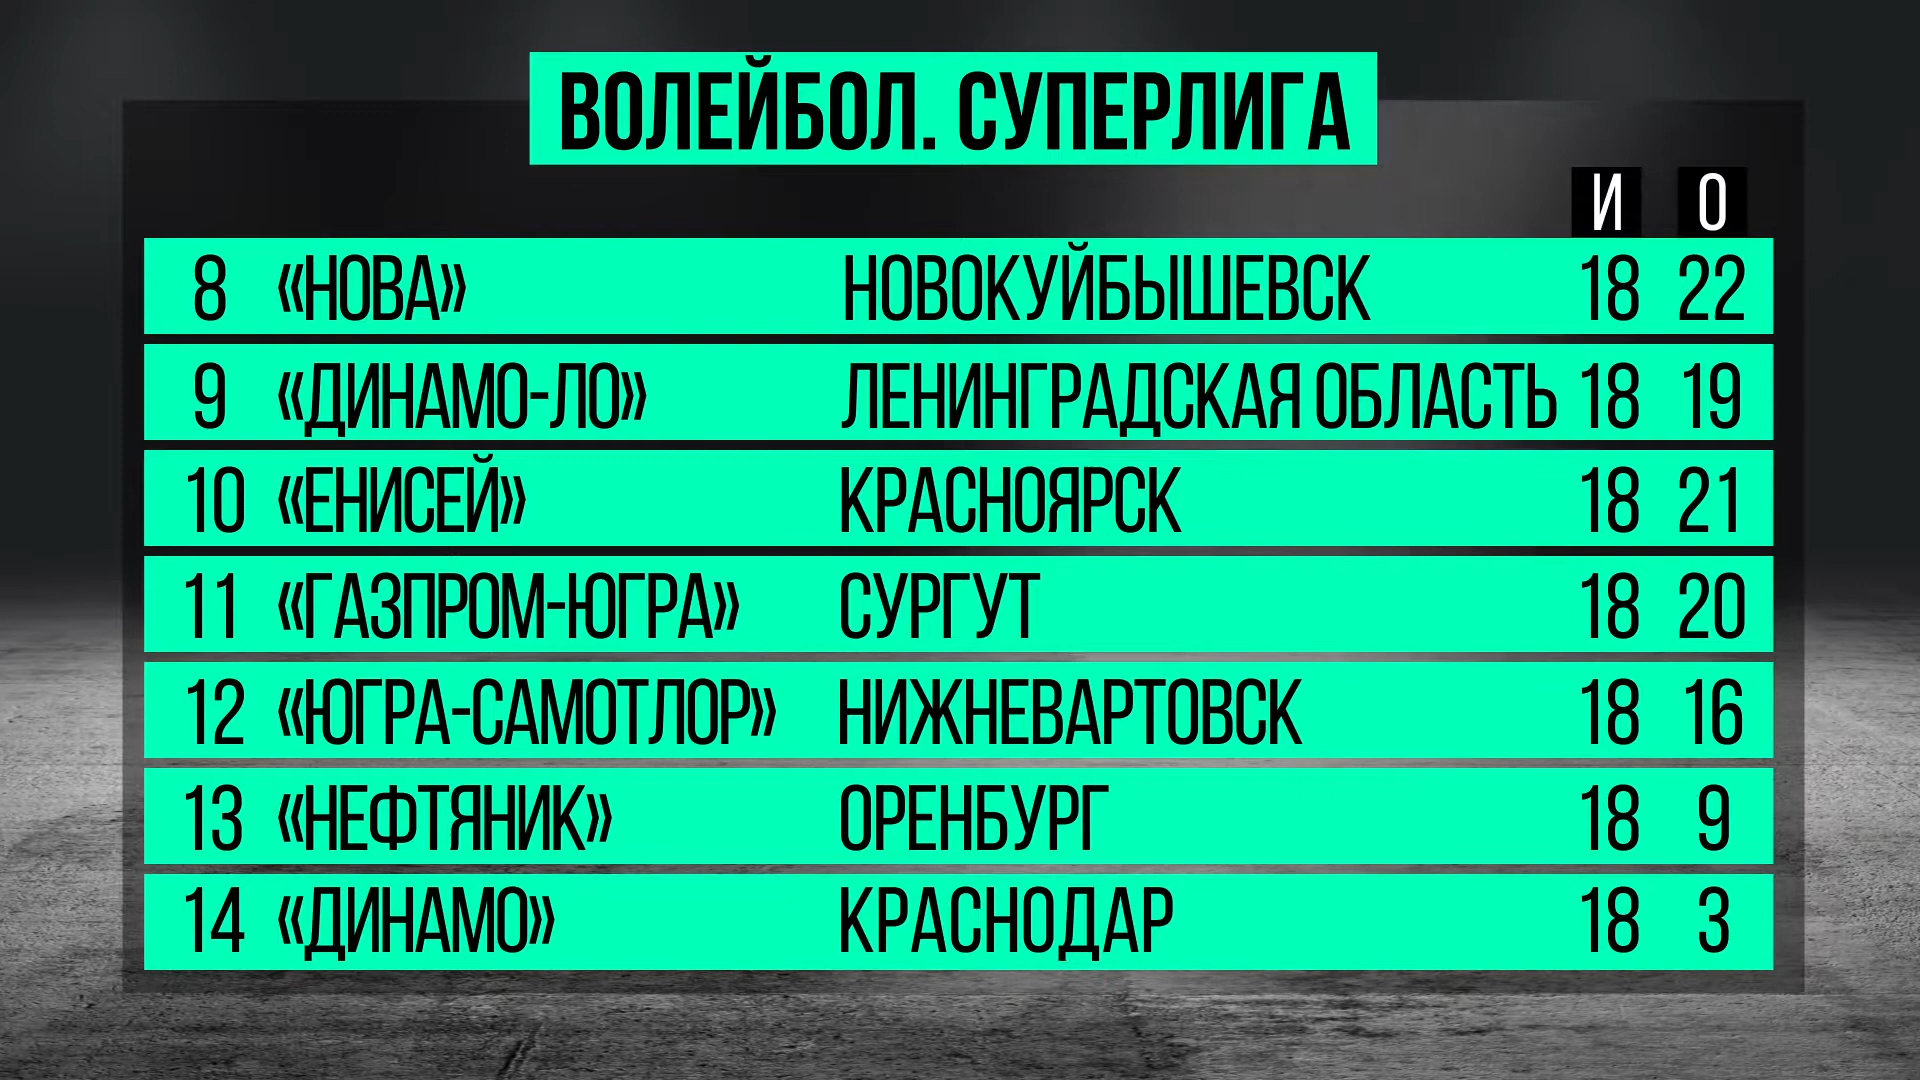 ВОЛЕЙБОЛ. СУПЕРЛИГА
И О
8 «НОВА» НОВОКУЙБЫШЕВСК 18 22
9 «ДИНАМО-ЛО» ЛЕНИНГРАДСКАЯ ОБЛАСТЬ 18 19
10 «ЕНИСЕЙ» КРАСНОЯРСК 18 21
11 «ГАЗПРОМ-ЮГРА» СУРГУТ 18 20
12 «ЮГРА-САМОТЛОР» НИЖНЕВАРТОВСК 18 16
13 «НЕФТЯНИК» ОРЕНБУРГ 18 9
14 «ДИНАМО» КРАСНОДАР 18 3